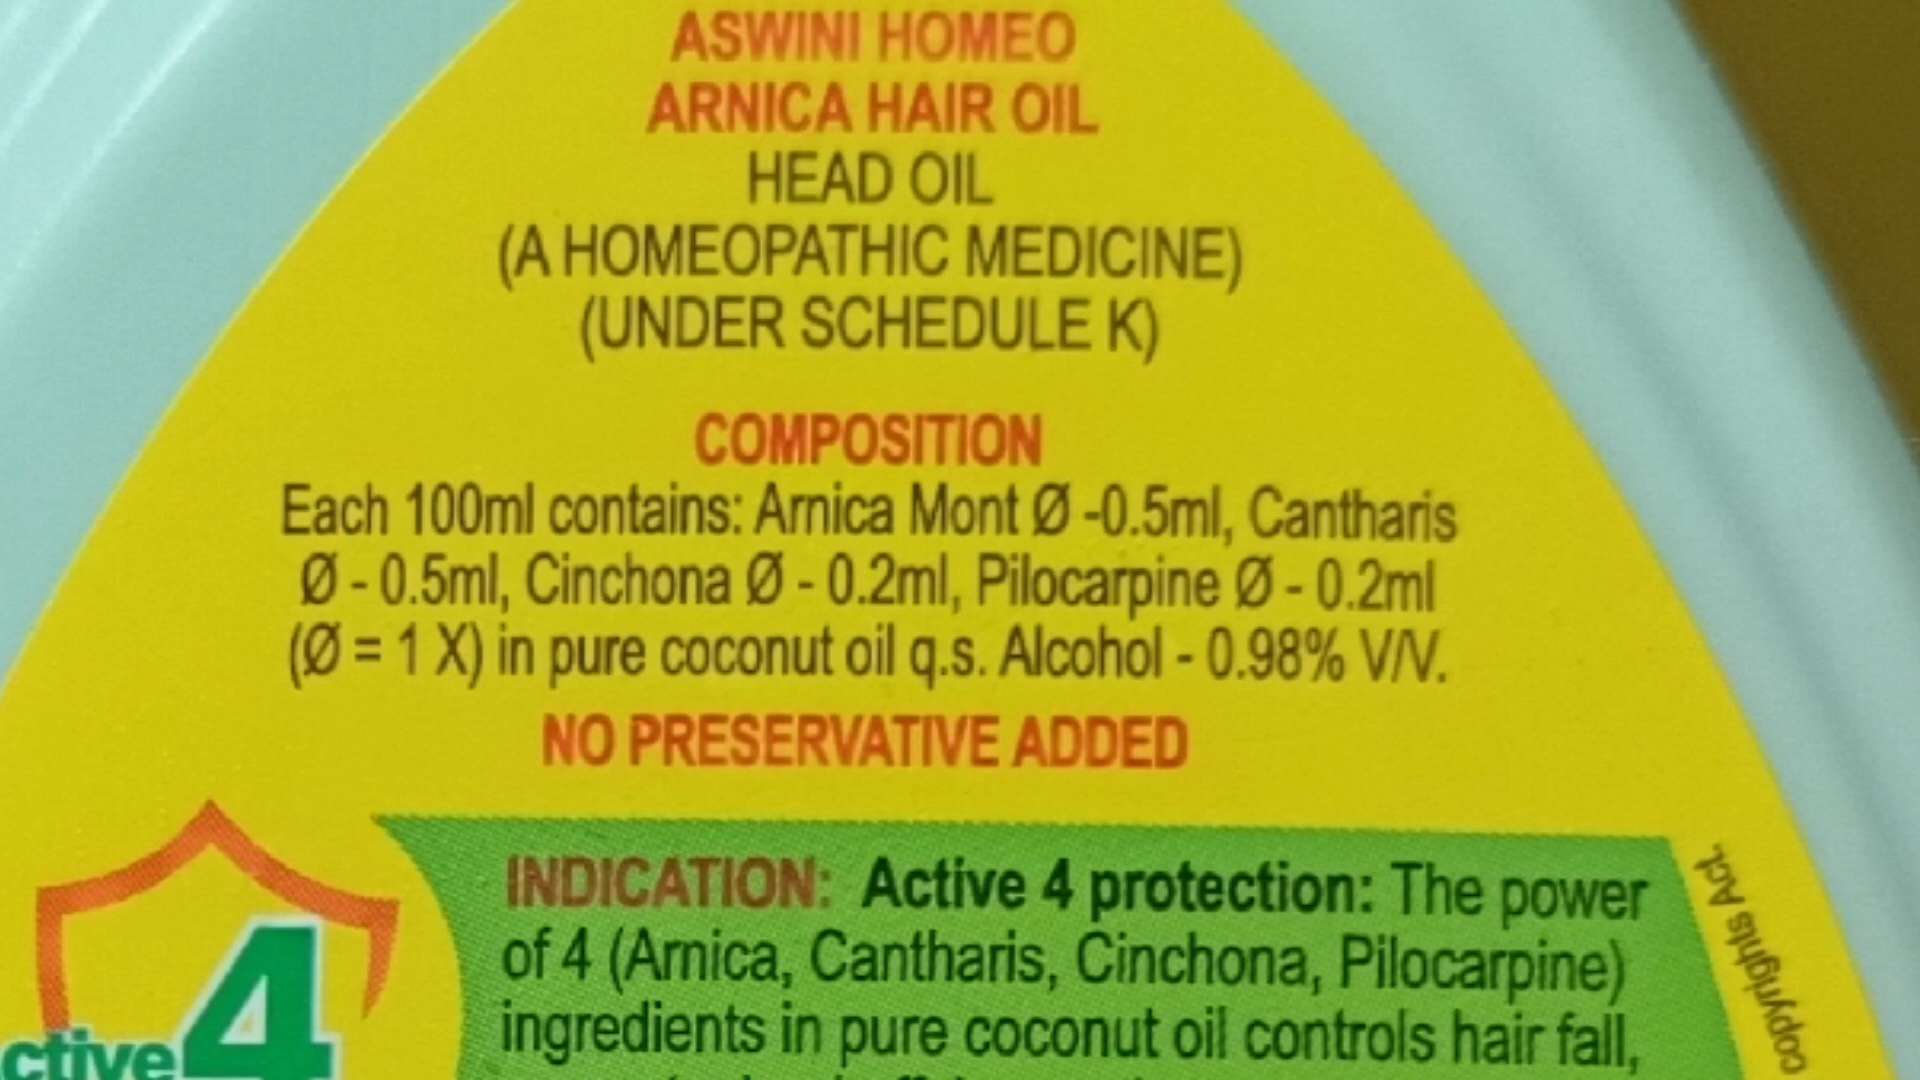 ASWINI HOMEO
ARNICA HAIR OIL
HEAD OIL
(A HOMEOPATHIC MEDICINE)
(UNDER SCHEDULE K)
COMPOSITION
Each 100ml contains: Arnica Mont Ø -0.5ml, Cantharis
Ø - 0.5ml, Cinchona Ø - 0.2ml, Pilocarpine Ø - 0.2ml
(Ø = 1 X) in pure coconut oil q.s. Alcohol - 0.98% V/V.
NO PRESERVATIVE ADDED
ctive 4
INDICATION: Active 4 protection: The power
of 4 (Arnica, Cantharis, Cinchona, Pilocarpine)
ingredients in pure coconut oil controls hair fall,
copyrights Act.